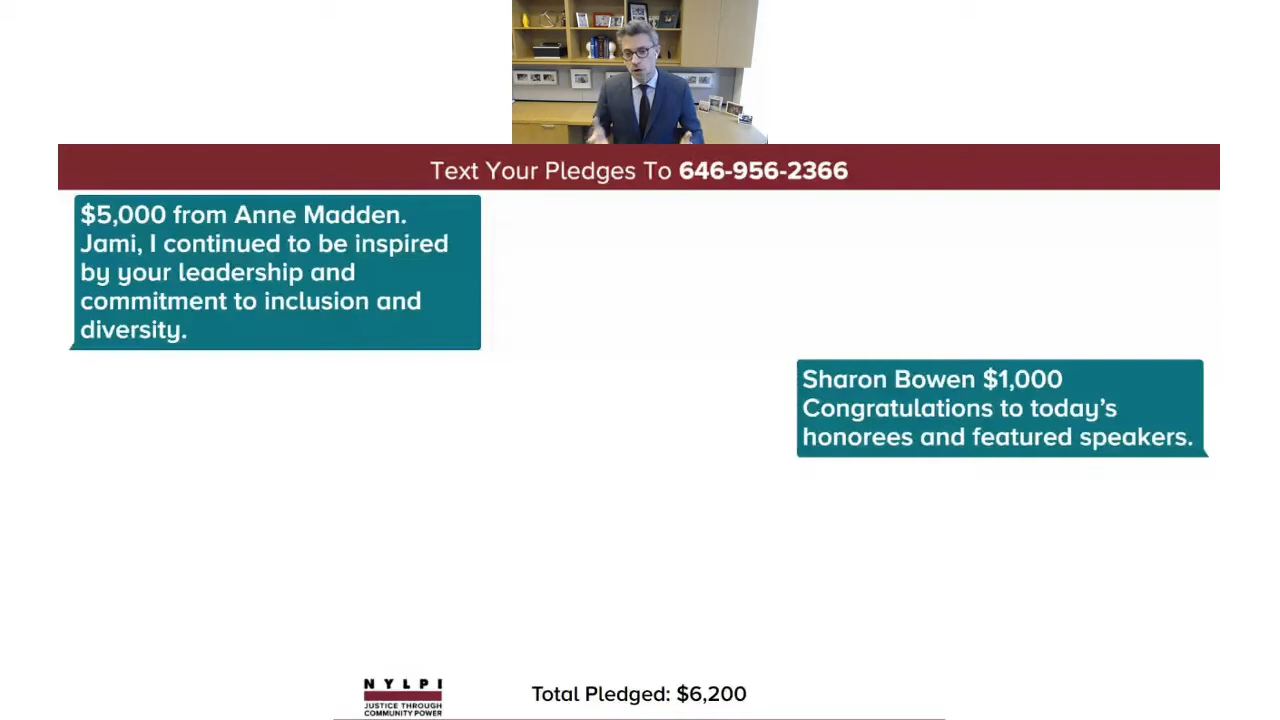 Text Your Pledges To 646-956-2366
$5,000 from Anne Madden.
Jami, I continued to be inspired
by your leadership and
commitment to inclusion and
diversity.
Sharon Bowen $1,000
Congratulations to today’s
honorees and featured speakers.
NYLPI
JUSTICE THROUGH
COMMUNITY POWER
Total Pledged: $6,200